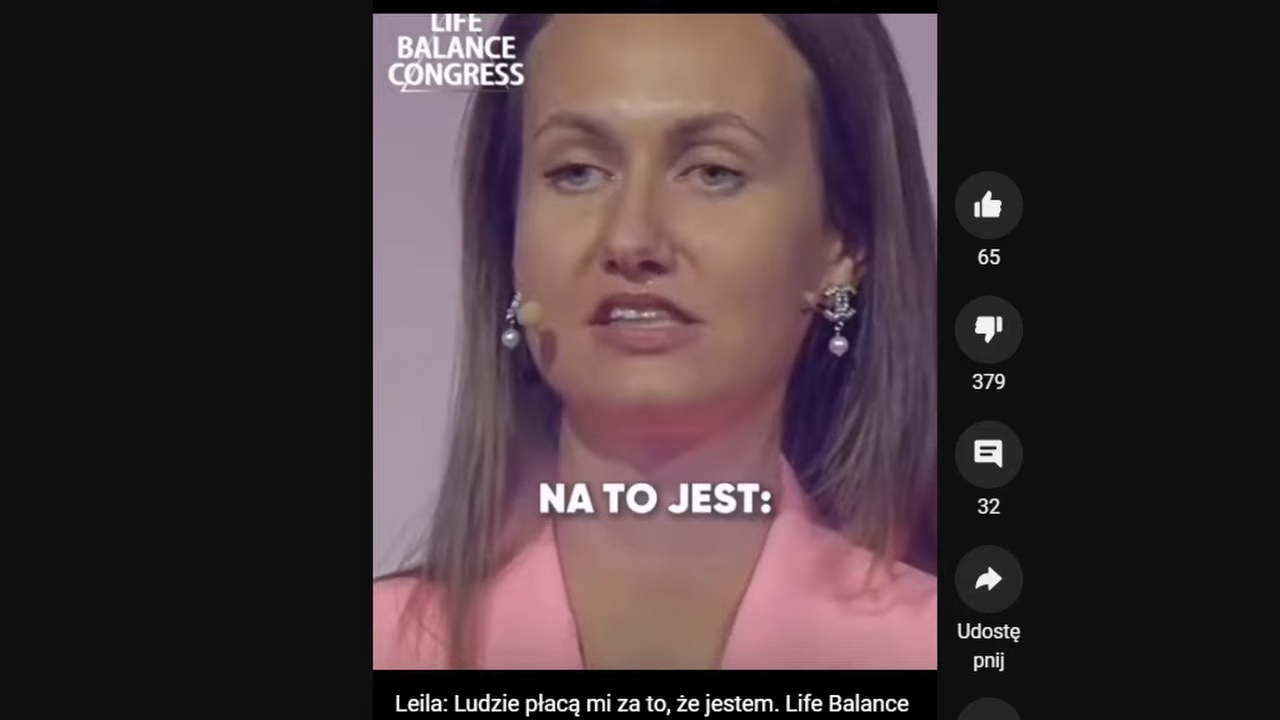 LIFE
BALANCE
CONGRESS
NA TO JEST:
65
379
32
Udostę
pnij
Leila: Ludzie płacą mi za to, że jestem. Life Balance